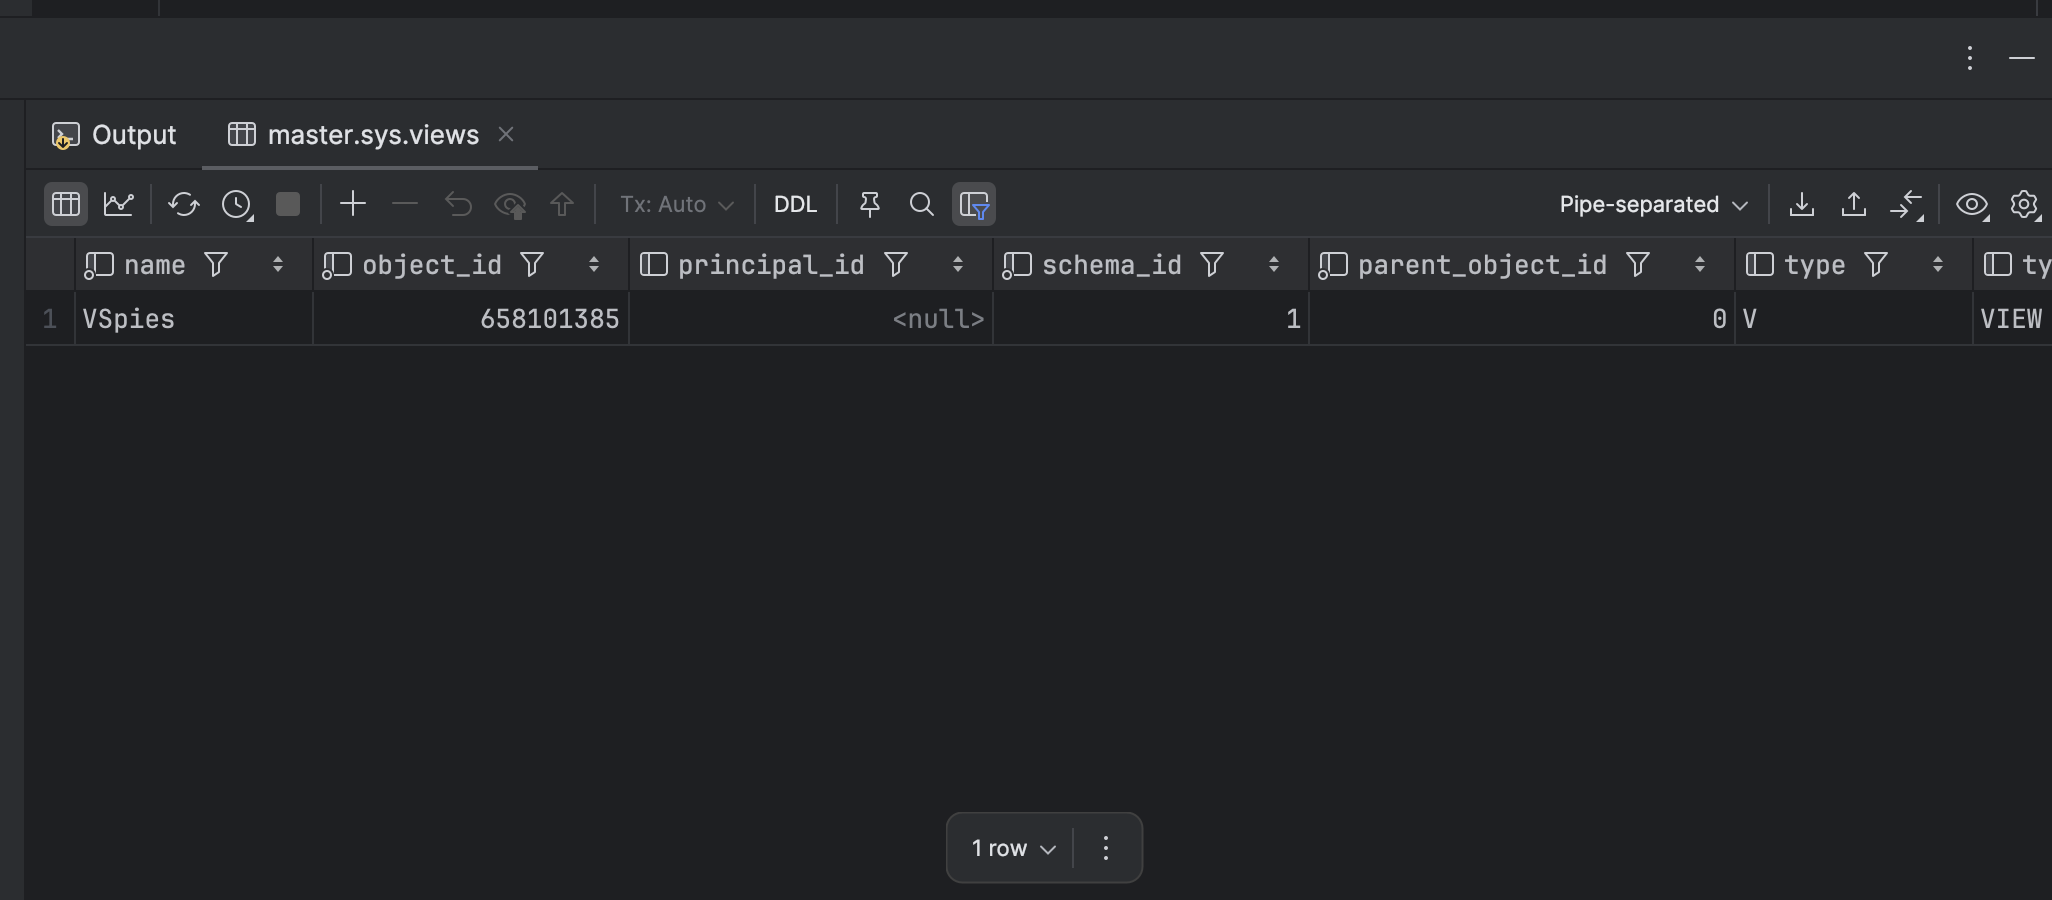 Output master.sys.views
Tx: Auto DDL Pipe-separated
name object_id principal_id schema_id parent_object_id type ty
1 VSpies 658101385 <null> 1 0 V VIEW
1 row